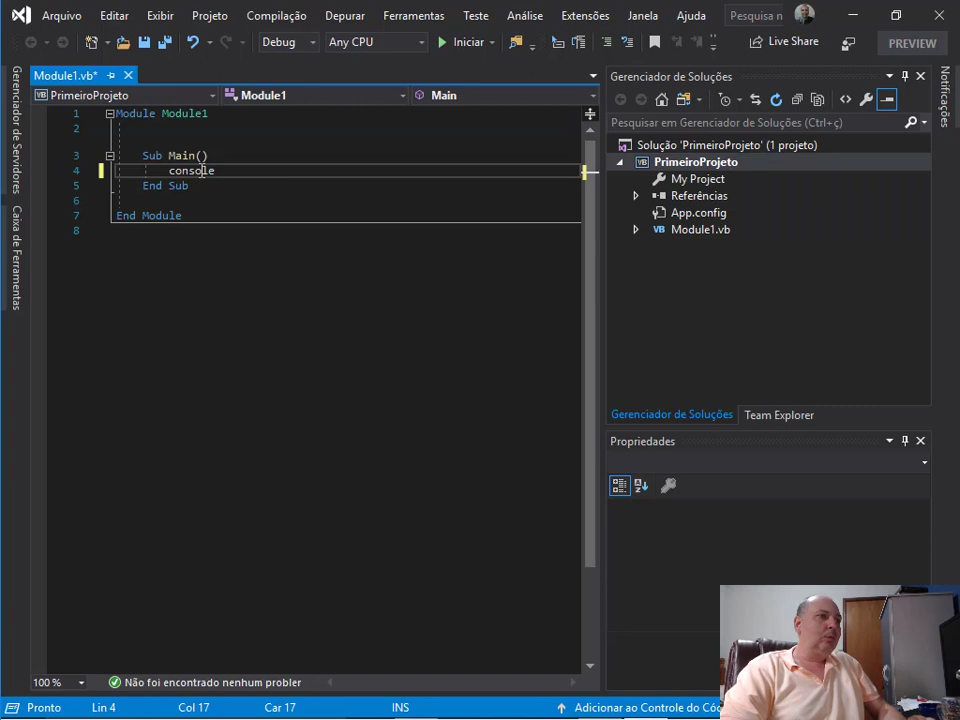 Arquivo Editar Exibir Projeto Compilação Depurar Ferramentas Teste Análise Extensões Janela Ajuda Pesquisa n
Debug Any CPU Iniciar Live Share PREVIEW
Gerenciador de Servidores
Caixa de Ferramentas
Module1.vb*
PrimeiroProjeto Module1 Main
1 Module Module1
2
3 Sub Main()
4 console
5 End Sub
6
7 End Module
8
100 % Não foi encontrado nenhum probler
Gerenciador de Soluções
Pesquisar em Gerenciador de Soluções (Ctrl+ç)
Solução 'PrimeiroProjeto' (1 projeto)
VB PrimeiroProjeto
My Project
Referências
App.config
VB Module1.vb
Gerenciador de Soluções Team Explorer
Propriedades
Notificações
Pronto Lin 4 Col 17 Car 17 INS Adicionar ao Controle do Cóc